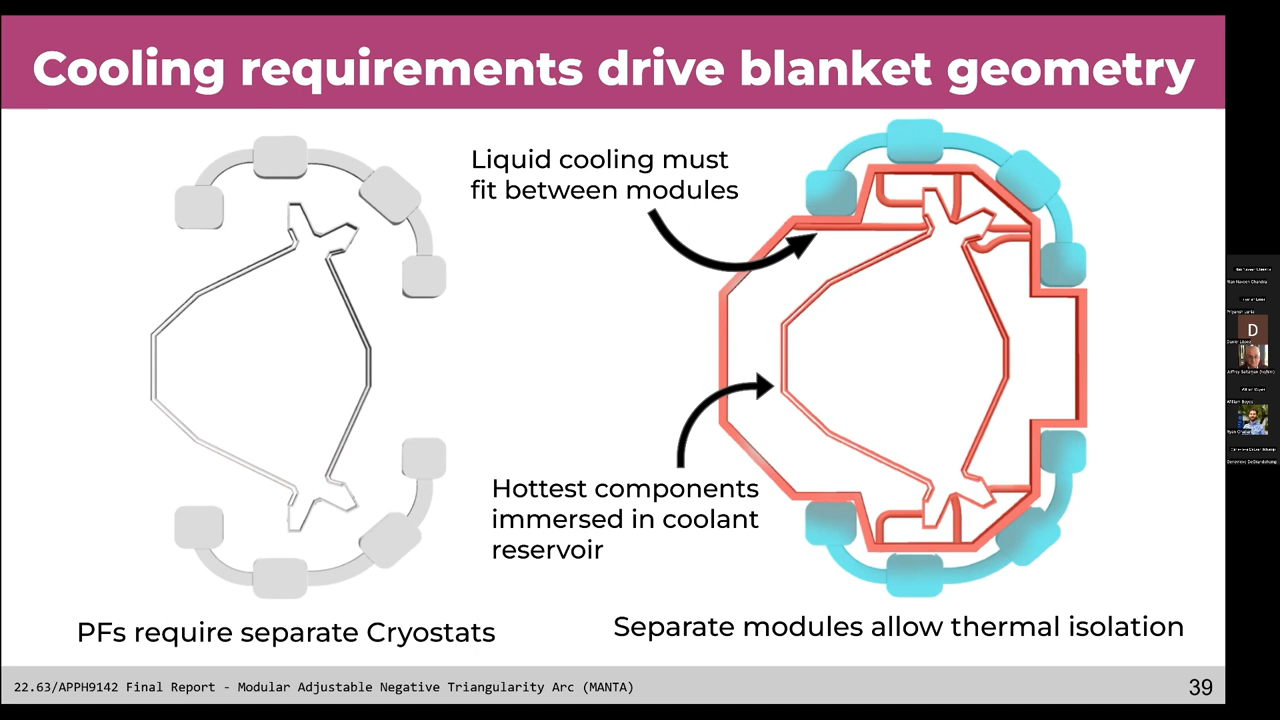 Cooling requirements drive blanket geometry
Liquid cooling must
fit between modules
Hottest components
immersed in coolant
reservoir
PFs require separate Cryostats
Separate modules allow thermal isolation
22.63/APPH9142 Final Report - Modular Adjustable Negative Triangularity Arc (MANTA)
39
D